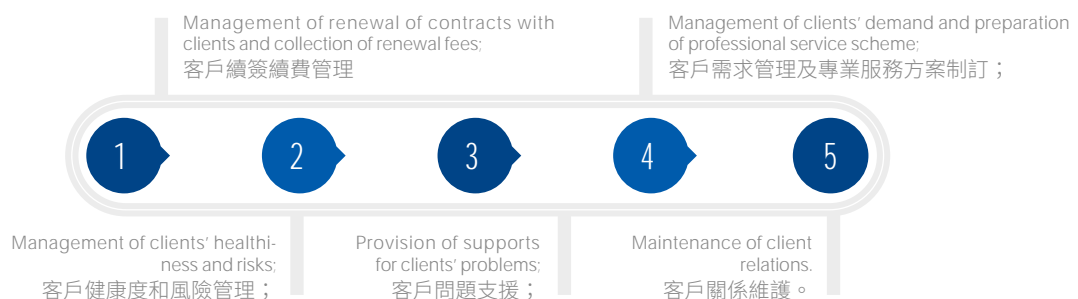 Management of renewal of contracts with
clients and collection of renewal fees;
客戶續簽續費管理
Management of clients' demand and preparation
of professional service scheme;
客戶需求管理及專業服務方案制訂；
1
2
3
4
5
Management of clients' healthi-
ness and risks;
客戶健康度和風險管理；
Provision of supports
for clients' problems;
客戶問題支援；
Maintenance of client
relations.
客戶關係維護。